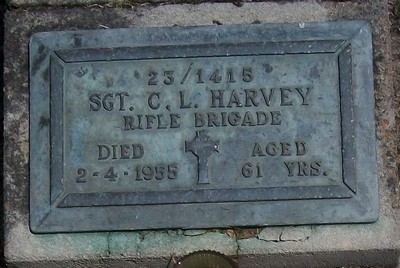 23/1415
SGT. C. L. HARVEY
RIFLE BRIGADE
DIED AGED
2-4-1955 61 YRS.